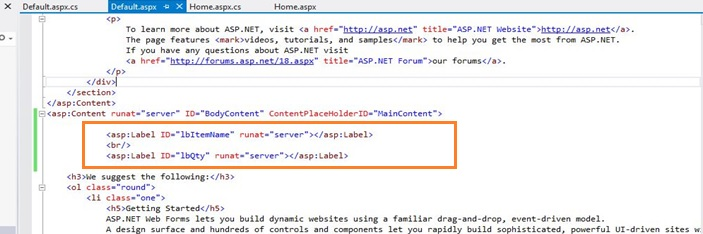 Default.aspx.cs Default.aspx Home.aspx.cs Home.aspx
<p>
To learn more about ASP.NET, visit <a href="http://asp.net" title="ASP.NET Website">http://asp.net</a>.
The page features <mark>videos, tutorials, and samples</mark> to help you get the most from ASP.NET.
If you have any questions about ASP.NET visit
<a href="http://forums.asp.net/18.aspx" title="ASP.NET Forum">our forums</a>.
</p>
</div>
</section>
</asp:Content>
<asp:Content runat="server" ID="BodyContent" ContentPlaceHolderID="MainContent">
<asp:Label ID="lbItemName" runat="server"></asp:Label>
<br/>
<asp:Label ID="lbQty" runat="server"></asp:Label>
<h3>We suggest the following:</h3>
<ol class="round">
<li class="one">
<h5>Getting Started</h5>
ASP.NET Web Forms lets you build dynamic websites using a familiar drag-and-drop, event-driven model.
A design surface and hundreds of controls and components let you rapidly build sophisticated, powerful UI-driven sites